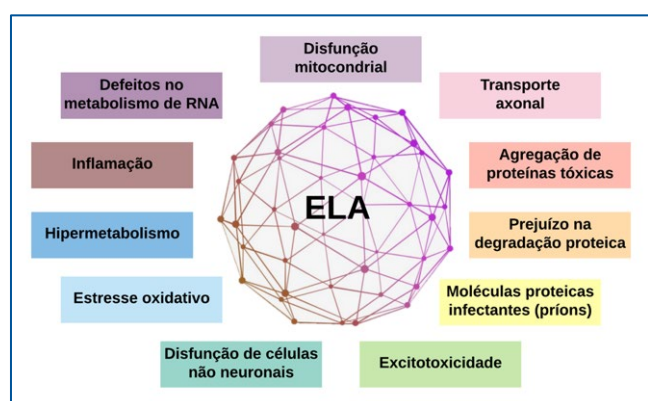 Disfunção
mitocondrial
Defeitos no
metabolismo de RNA
Transporte
axonal
Inflamação
Agregação de
proteínas tóxicas
ELA
Hipermetabolismo
Prejuízo na
degradação proteica
Estresse oxidativo
Moléculas proteicas
infectantes (príons)
Disfunção de células
não neuronais
Excitotoxicidade